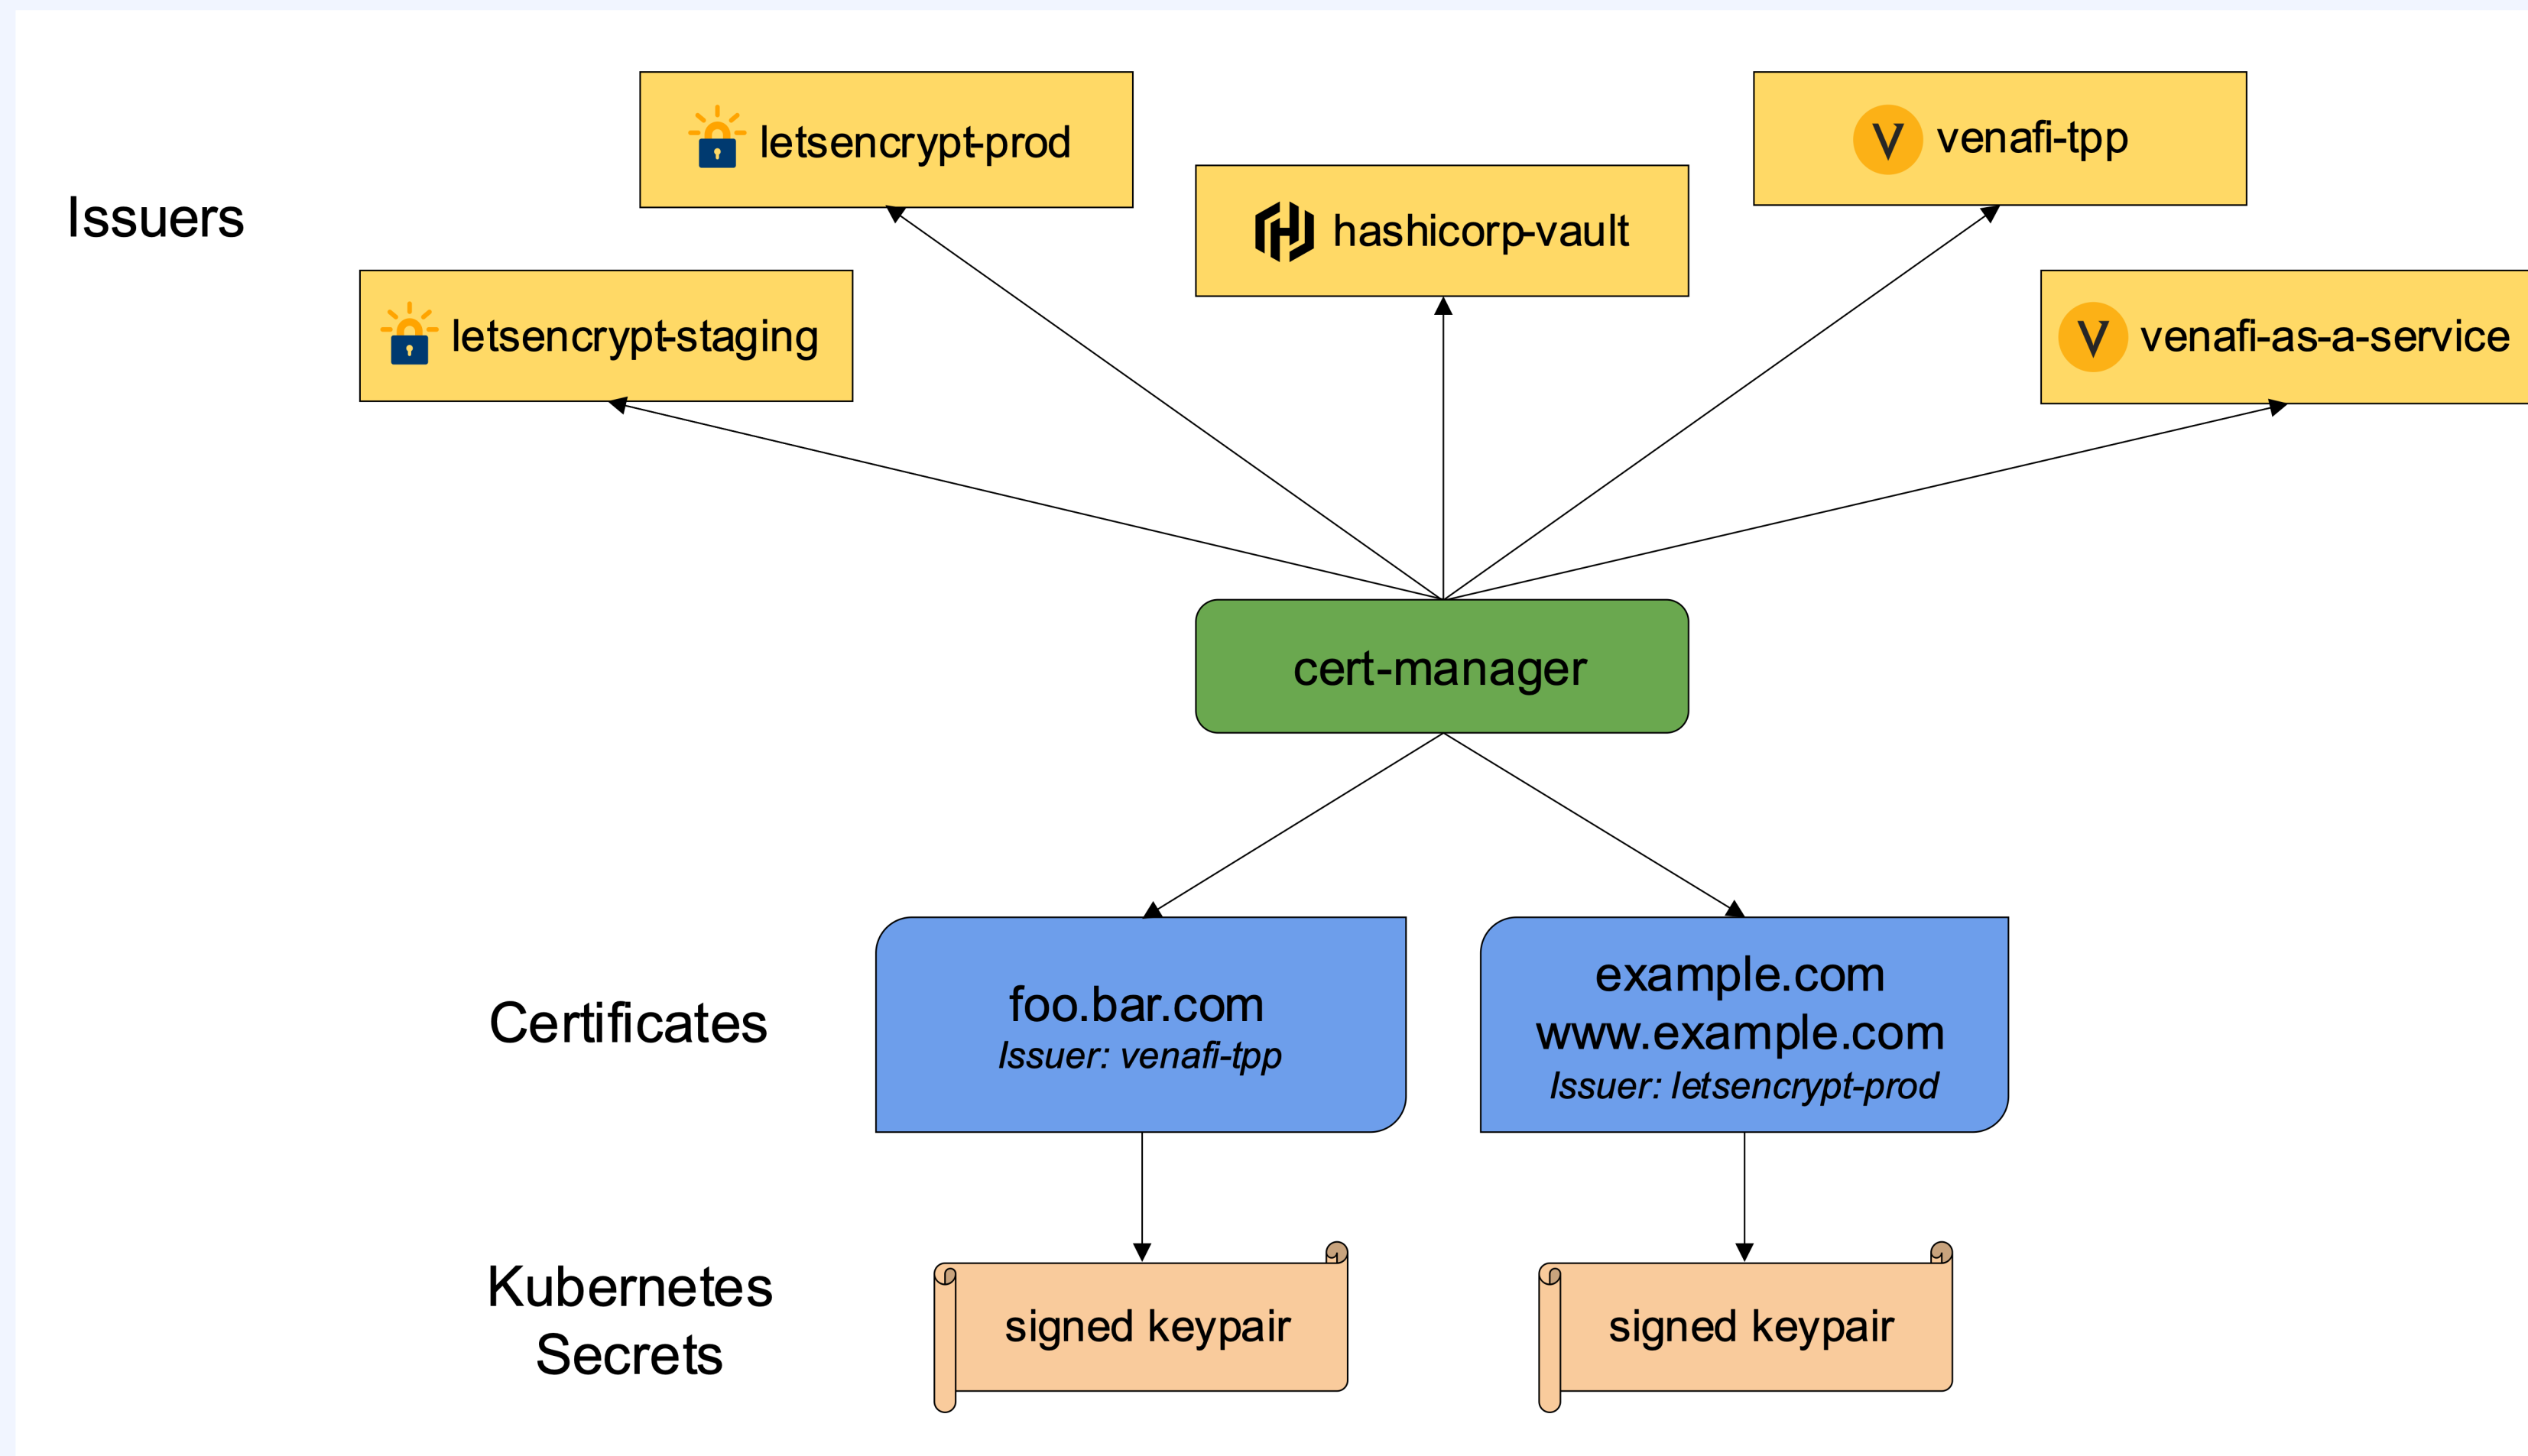 letsencrypt-prod
venafi-tpp
Issuers
hashicorp-vault
letsencrypt-staging
venafi-as-a-service
cert-manager
Certificates
foo.bar.com
Issuer: venafi-tpp
example.com
www.example.com
Issuer: letsencrypt-prod
Kubernetes
Secrets
signed keypair
signed keypair